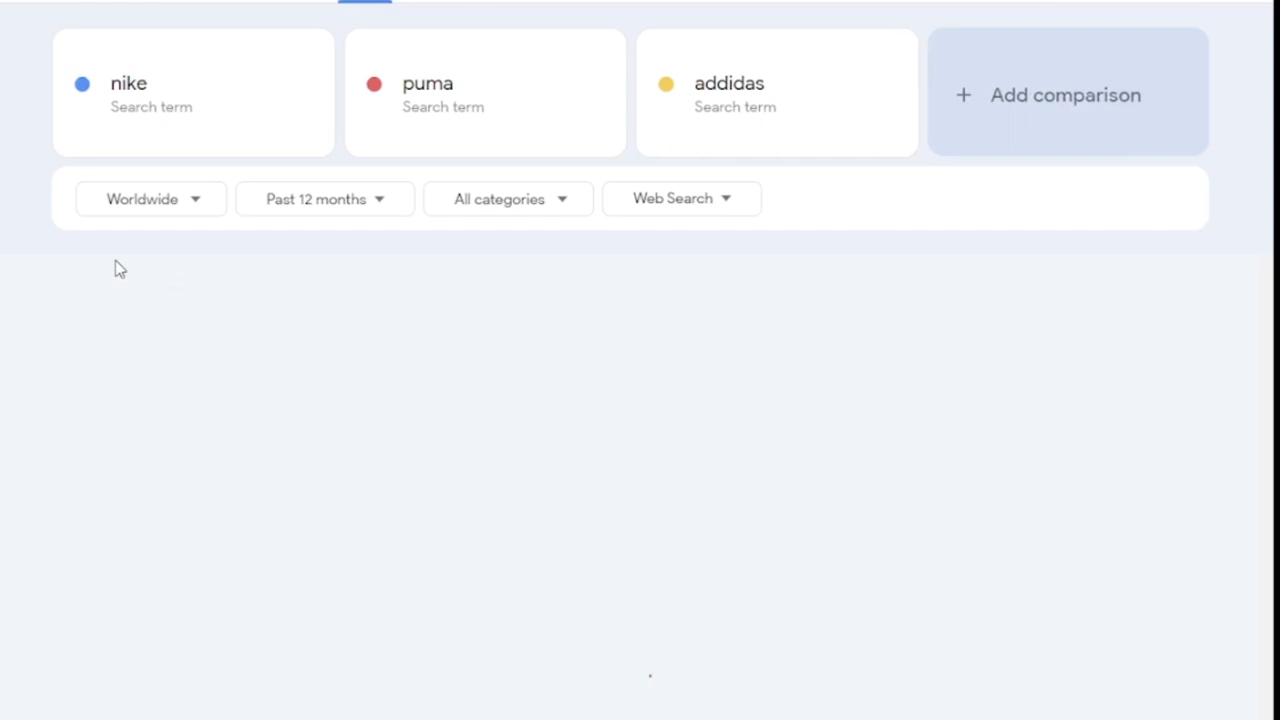 nike
Search term
puma
Search term
addidas
Search term
+ Add comparison
Worldwide
Past 12 months
All categories
Web Search